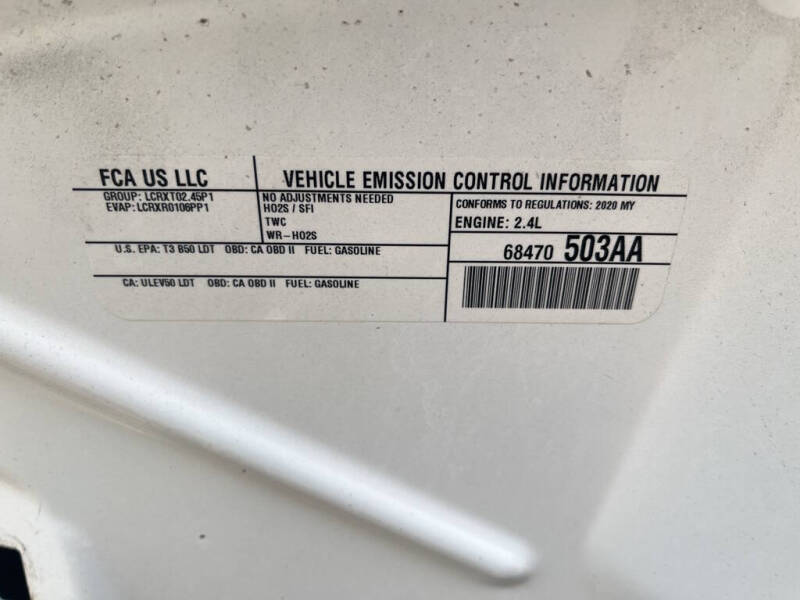 FCA US LLC
GROUP: LCRXT02.45P1
EVAP: LCRXR0106PP1
VEHICLE EMISSION CONTROL INFORMATION
NO ADJUSTMENTS NEEDED
HO2S / SFI
TWC
WR-HO2S
CONFORMS TO REGULATIONS: 2020 MY
ENGINE: 2.4L
U.S. EPA: T3 B50 LDT OBD: CA OBD II FUEL: GASOLINE
68470 503AA
CA: ULEV50 LDT OBD: CA OBD II FUEL: GASOLINE